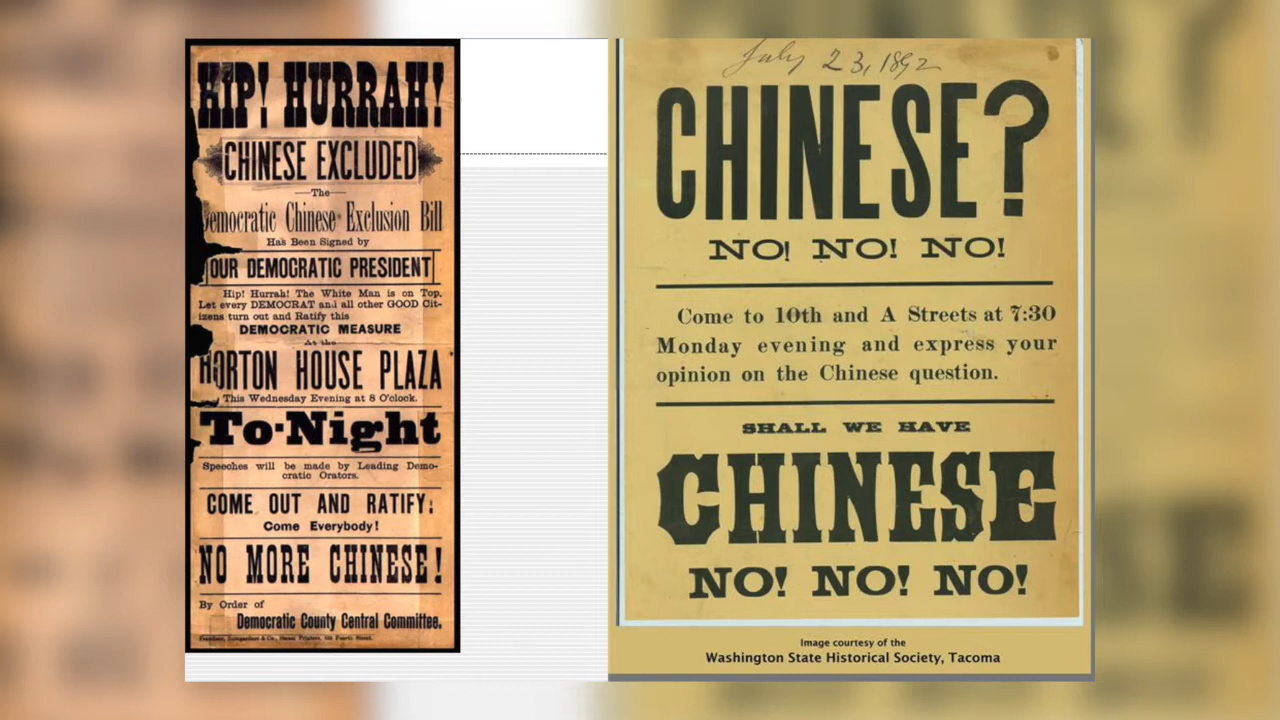 HIP! HURRAH!
CHINESE EXCLUDED
The
Democratic Chinese Exclusion Bill
Has Been Signed by
OUR DEMOCRATIC PRESIDENT
Hip! Hurrah! The White Man is on Top.
Let every DEMOCRAT and all other GOOD Cit-
izens turn out and Ratify this
DEMOCRATIC MEASURE
At the
HORTON HOUSE PLAZA
This Wednesday Evening at 8 O'clock.
To-Night
Speeches will be made by Leading Demo-
cratic Orators.
COME OUT AND RATIFY:
Come Everybody!
NO MORE CHINESE!
By Order of
Democratic County Central Committee.
July 23, 1892
CHINESE?
NO! NO! NO!
Come to 10th and A Streets at 7:30
Monday evening and express your
opinion on the Chinese question.
SHALL WE HAVE
CHINESE
NO! NO! NO!
Image courtesy of the
Washington State Historical Society, Tacoma